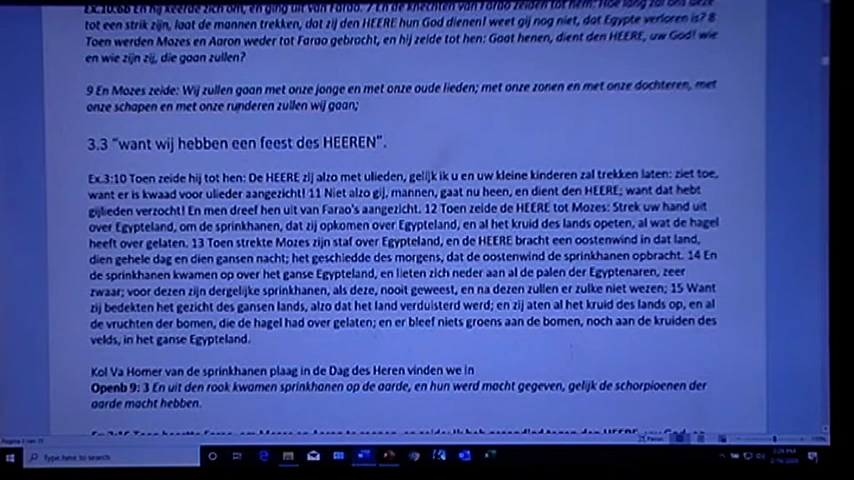 Ex.10:6b En hij keerde zich om, en ging uit van Farao. 7 En de knechten van Farao zeiden tot hem: Hoe lang zal ons deze
tot een strik zijn, laat de mannen trekken, dat zij den HEERE hun God dienen! weet gij nog niet, dat Egypte verloren is? 8
Toen werden Mozes en Aaron weder tot Farao gebracht, en hij zeide tot hen: Gaat henen, dient den HEERE, uw God! wie
en wie zijn zij, die gaan zullen?
9 En Mozes zeide: Wij zullen gaan met onze jonge en met onze oude lieden; met onze zonen en met onze dochteren, met
onze schapen en met onze runderen zullen wij gaan;
3.3 "want wij hebben een feest des HEEREN".
Ex.3:10 Toen zeide hij tot hen: De HEERE zij alzo met ulieden, gelijk ik u en uw kleine kinderen zal trekken laten: ziet toe,
want er is kwaad voor ulieder aangezicht! 11 Niet alzo gij, mannen, gaat nu heen, en dient den HEERE; want dat hebt
gijlieden verzocht! En men dreef hen uit van Farao's aangezicht. 12 Toen zeide de HEERE tot Mozes: Strek uw hand uit
over Egypteland, om de sprinkhanen, dat zij opkomen over Egypteland, en al het kruid des lands opeten, al wat de hagel
heeft over gelaten. 13 Toen strekte Mozes zijn staf over Egypteland, en de HEERE bracht een oostenwind in dat land,
dien gehele dag en dien gansen nacht; het geschiedde des morgens, dat de oostenwind de sprinkhanen opbracht. 14 En
de sprinkhanen kwamen op over het ganse Egypteland, en lieten zich neder aan al de palen der Egyptenaren, zeer
zwaar; voor dezen zijn dergelijke sprinkhanen, als deze, nooit geweest, en na dezen zullen er zulke niet wezen; 15 Want
zij bedekten het gezicht des gansen lands, alzo dat het land verduisterd werd; en zij aten al het kruid des lands op, en al
de vruchten der bomen, die de hagel had over gelaten; en er bleef niets groens aan de bomen, noch aan de kruiden des
velds, in het ganse Egypteland.
Kol Va Homer van de sprinkhanen plaag in de Dag des Heren vinden we in
Openb 9: 3 En uit den rook kwamen sprinkhanen op de aarde, en hun werd macht gegeven, gelijk de schorpioenen der
aarde macht hebben.
Type here to search